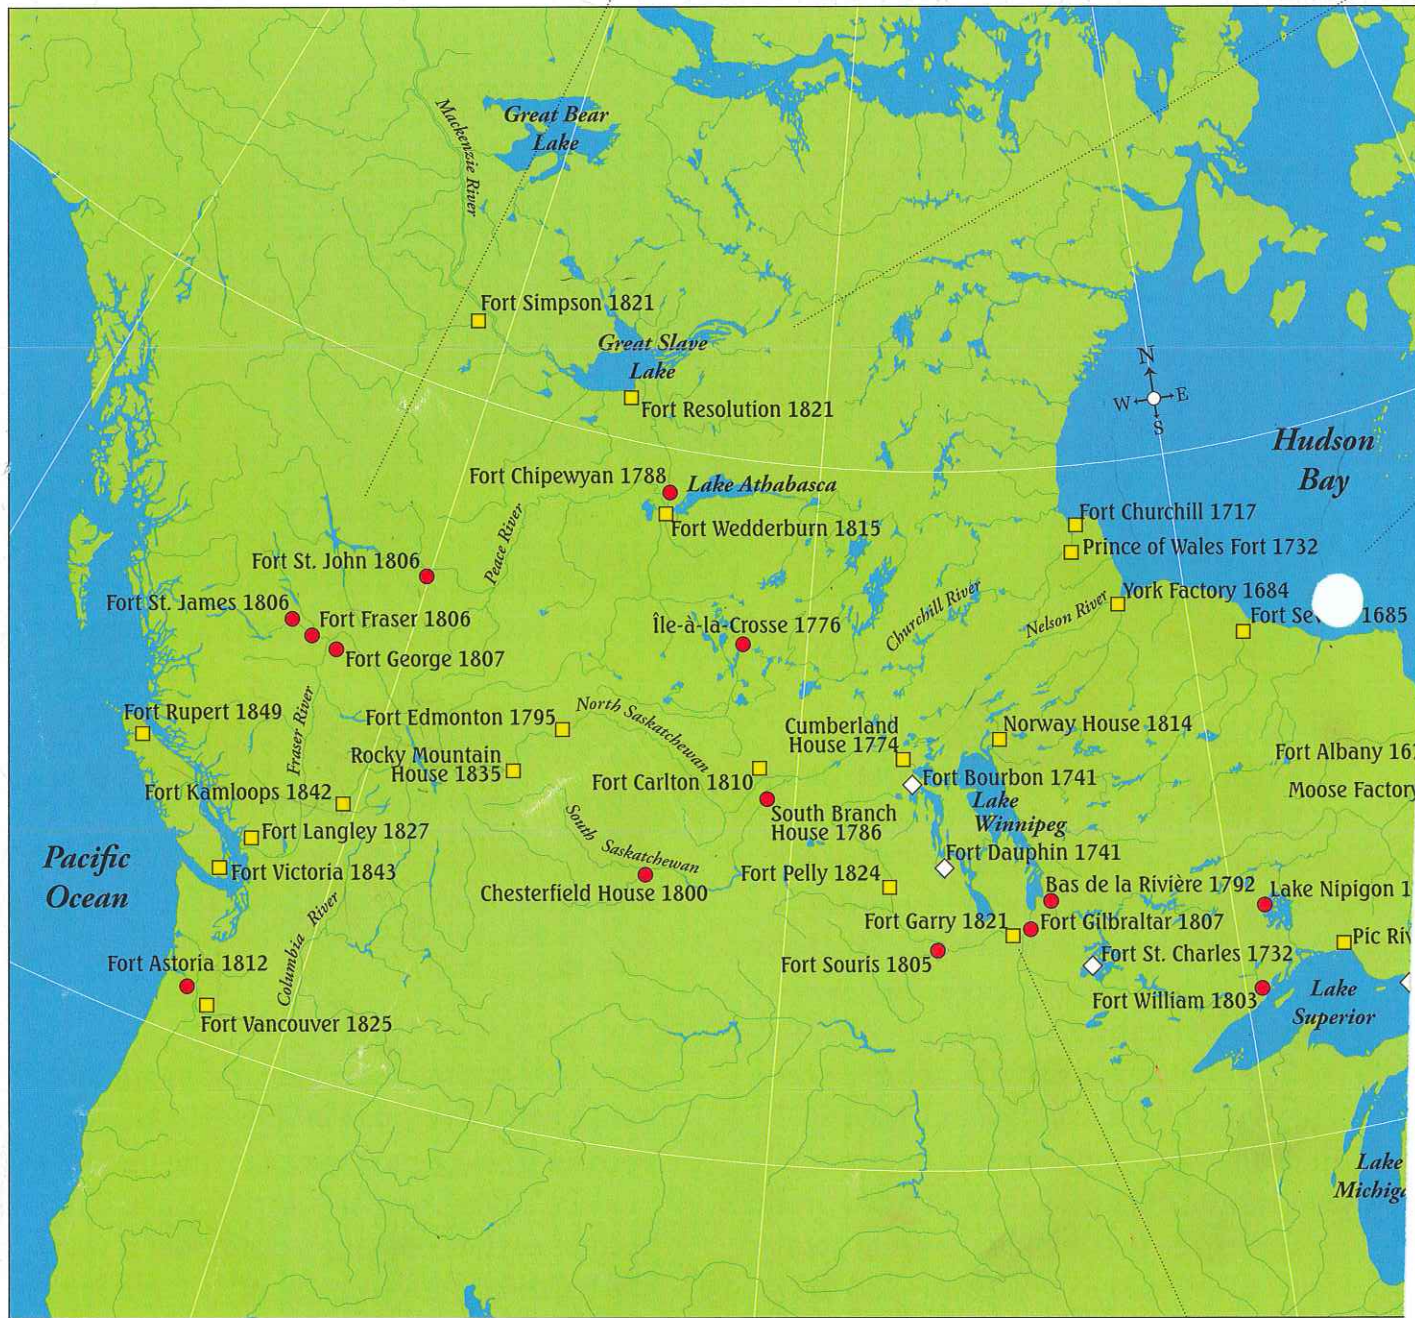 Great Bear
Lake
Mackenzie River
Fort Simpson 1821
Great Slave
Lake
Fort Resolution 1821
N
W
E
S
Hudson
Bay
Fort Chipewyan 1788
Lake Athabasca
Fort Wedderburn 1815
Peace River
Fort Churchill 1717
Prince of Wales Fort 1732
Fort St. John 1806
Fort St. James 1806
Fort Fraser 1806
Fort George 1807
Île-à-la-Crosse 1776
Churchill River
Nelson River
York Factory 1684
Fort 1685
Fort Rupert 1849
Fraser River
Fort Edmonton 1795
North Saskatchewan
Rocky Mountain
House 1835
Cumberland
House 1774
Norway House 1814
Fort Albany
Moose Factory
Fort Kamloops 1842
Fort Carlton 1810
Fort Bourbon 1741
South Branch
House 1786
Lake
Winnipeg
Fort Langley 1827
South Saskatchewan
Pacific
Ocean
Fort Victoria 1843
Fort Dauphin 1741
Fort Pelly 1824
Chesterfield House 1800
Bas de la Rivière 1792
Lake Nipigon
Fort Garry 1821
Fort Gilbraltar 1807
Columbia River
Pic
Fort Astoria 1812
Fort Souris 1805
Fort St. Charles 1732
Fort William 1803
Lake
Superior
Fort Vancouver 1825
Lake